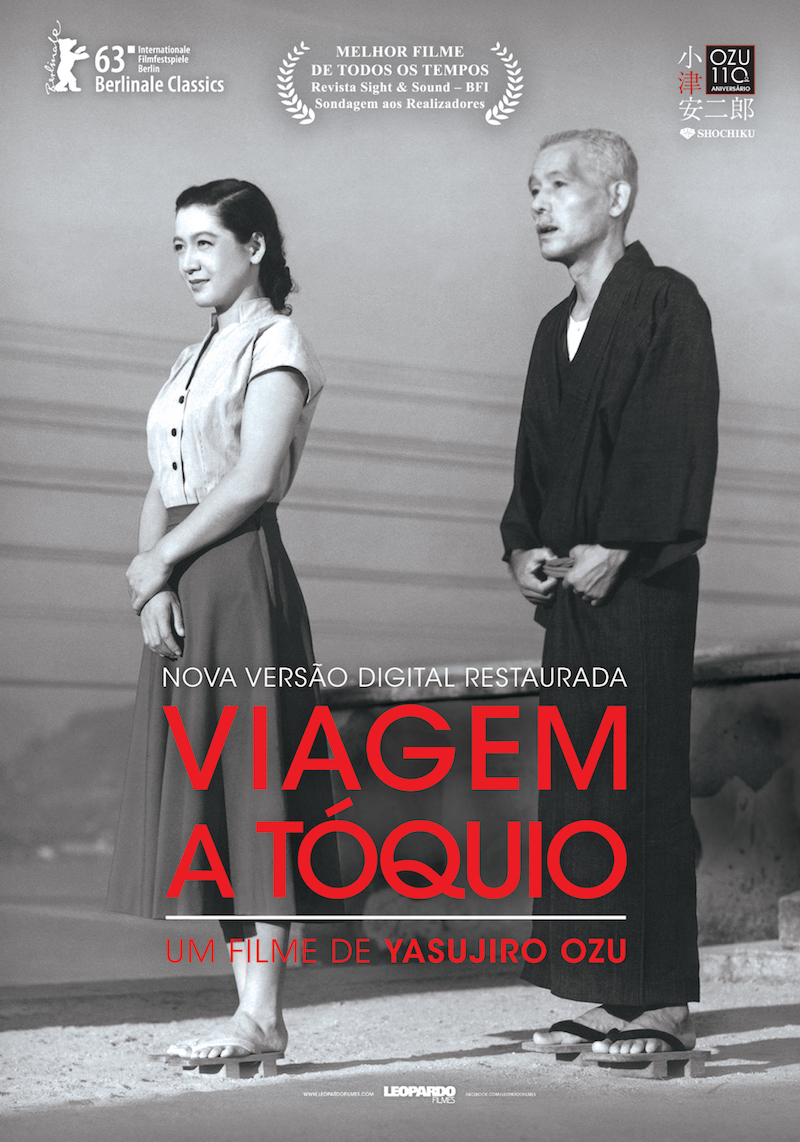 Berlinale
63
Internationale
Filmfestspiele
Berlin
Berlinale Classics
MELHOR FILME
DE TODOS OS TEMPOS
Revista Sight & Sound – BFI
Sondagem aos Realizadores
小
津
安二郎
OZU
110º
ANIVERSÁRIO
SHOCHIKU
NOVA VERSÃO DIGITAL RESTAURADA
VIAGEM
A TÓQUIO
UM FILME DE YASUJIRO OZU
WWW.LEOPARDOFILMES.COM
LEOPARDO
FILMES
FACEBOOK.COM/LEOPARDOFILMES